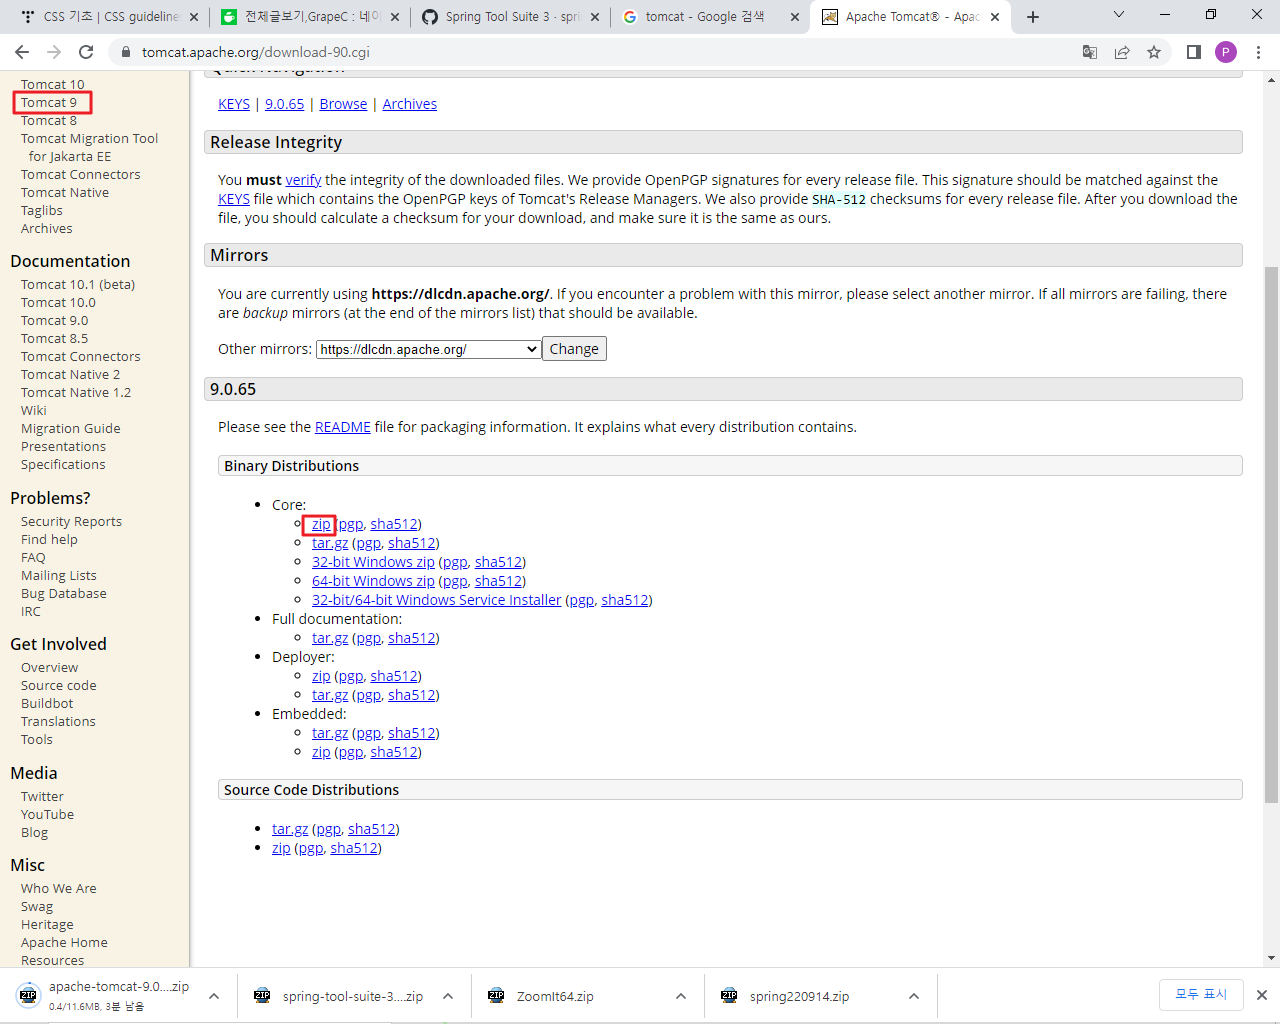 CSS 기초 | CSS guideline
전체글보기,GrapeC : 네이
Spring Tool Suite 3 · spri
tomcat - Google 검색
Apache Tomcat® - Apac
tomcat.apache.org/download-90.cgi
P
Tomcat 10
Tomcat 9
Tomcat 8
Tomcat Migration Tool
for Jakarta EE
Tomcat Connectors
Tomcat Native
Taglibs
Archives
Documentation
Tomcat 10.1 (beta)
Tomcat 10.0
Tomcat 9.0
Tomcat 8.5
Tomcat Connectors
Tomcat Native 2
Tomcat Native 1.2
Wiki
Migration Guide
Presentations
Specifications
Problems?
Security Reports
Find help
FAQ
Mailing Lists
Bug Database
IRC
Get Involved
Overview
Source code
Buildbot
Translations
Tools
Media
Twitter
YouTube
Blog
Misc
Who We Are
Swag
Heritage
Apache Home
Resources
Quick Navigation
KEYS | 9.0.65 | Browse | Archives
Release Integrity
You must verify the integrity of the downloaded files. We provide OpenPGP signatures for every release file. This signature should be matched against the
KEYS file which contains the OpenPGP keys of Tomcat's Release Managers. We also provide SHA-512 checksums for every release file. After you download the
file, you should calculate a checksum for your download, and make sure it is the same as ours.
Mirrors
You are currently using https://dlcdn.apache.org/. If you encounter a problem with this mirror, please select another mirror. If all mirrors are failing, there
are backup mirrors (at the end of the mirrors list) that should be available.
Other mirrors: https://dlcdn.apache.org/ Change
9.0.65
Please see the README file for packaging information. It explains what every distribution contains.
Binary Distributions
Core:
zip (pgp, sha512)
tar.gz (pgp, sha512)
32-bit Windows zip (pgp, sha512)
64-bit Windows zip (pgp, sha512)
32-bit/64-bit Windows Service Installer (pgp, sha512)
Full documentation:
tar.gz (pgp, sha512)
Deployer:
zip (pgp, sha512)
tar.gz (pgp, sha512)
Embedded:
tar.gz (pgp, sha512)
zip (pgp, sha512)
Source Code Distributions
tar.gz (pgp, sha512)
zip (pgp, sha512)
ZIP
apache-tomcat-9.0....zip
0.4/11.6MB, 3분 남음
ZIP
spring-tool-suite-3....zip
ZIP
ZoomIt64.zip
ZIP
spring220914.zip
모두 표시